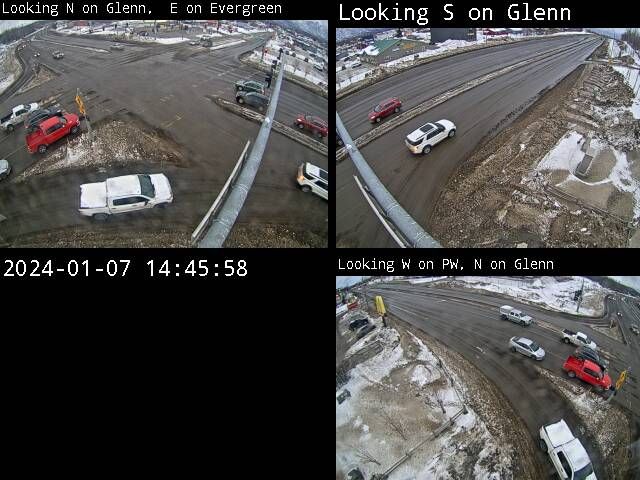 Looking N on Glenn, E on Evergreen
Looking S on Glenn
2024-01-07 14:45:58
Looking W on PW, N on Glenn